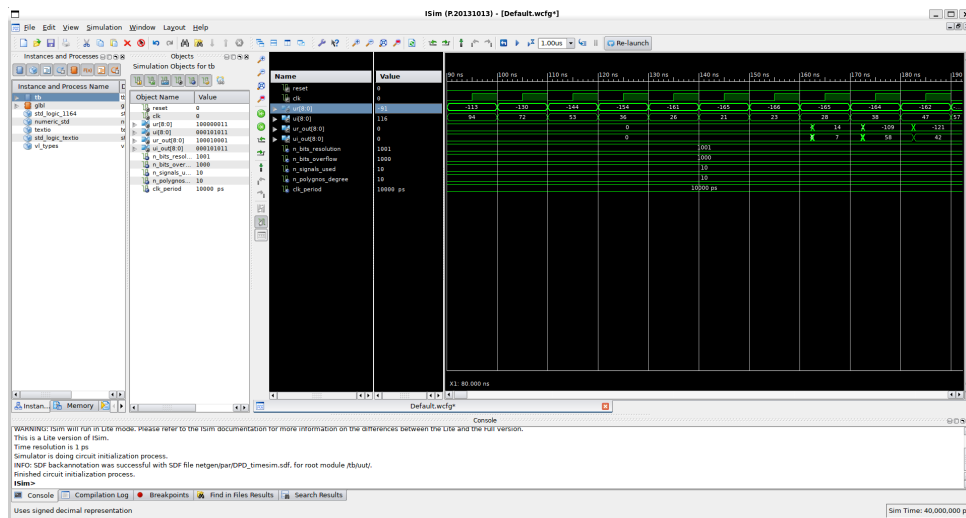 ISim (P.20131013) - [Default.wcfg*]
File Edit View Simulation Window Layout Help
1.00us
Re-launch
Instances and Processes
Instance and Process Name
tb
glbl
std_logic_1164
numeric_std
textio
std_logic_textio
vl_types
Objects
Simulation Objects for tb
Object Name Value
reset 0
clk 0
ur[8:0] 100000011
ui[8:0] 000101011
ur_out[8:0] 100010001
ui_out[8:0] 000101011
n_bits_resol... 1001
n_bits_over... 1000
n_signals_u... 10
n_polygnos... 10
clk_period 10000 ps
Name Value
reset 0
clk 0
ur[8:0] -91
ui[8:0] 116
ur_out[8:0] 0
ui_out[8:0] 0
n_bits_resolution 1001
n_bits_overflow 1000
n_signals_used 10
n_polygnos_degree 10
clk_period 10000 ps
90 ns 100 ns 110 ns 120 ns 130 ns 140 ns 150 ns 160 ns 170 ns 180 ns 190
-113 -130 -144 -154 -161 -165 -166 -165 -164 -162
94 72 53 36 26 21 23 28 38 47 57
0 14 -109 -121
0 7 58 42
1001
1000
10
10
10000 ps
X1: 80.000 ns
Instan... Memory
Default.wcfg*
Console
WARNING: ISim will run in Lite mode. Please refer to the ISim documentation for more information on the differences between the Lite and the Full version.
This is a Lite version of ISim.
Time resolution is 1 ps
Simulator is doing circuit initialization process.
INFO: SDF backannotation was successful with SDF file netgen/par/DPD_timesim.sdf, for root module /tb/uut/.
Finished circuit initialization process.
ISim>
Console Compilation Log Breakpoints Find in Files Results Search Results
Uses signed decimal representation
Sim Time: 40,000,000 p